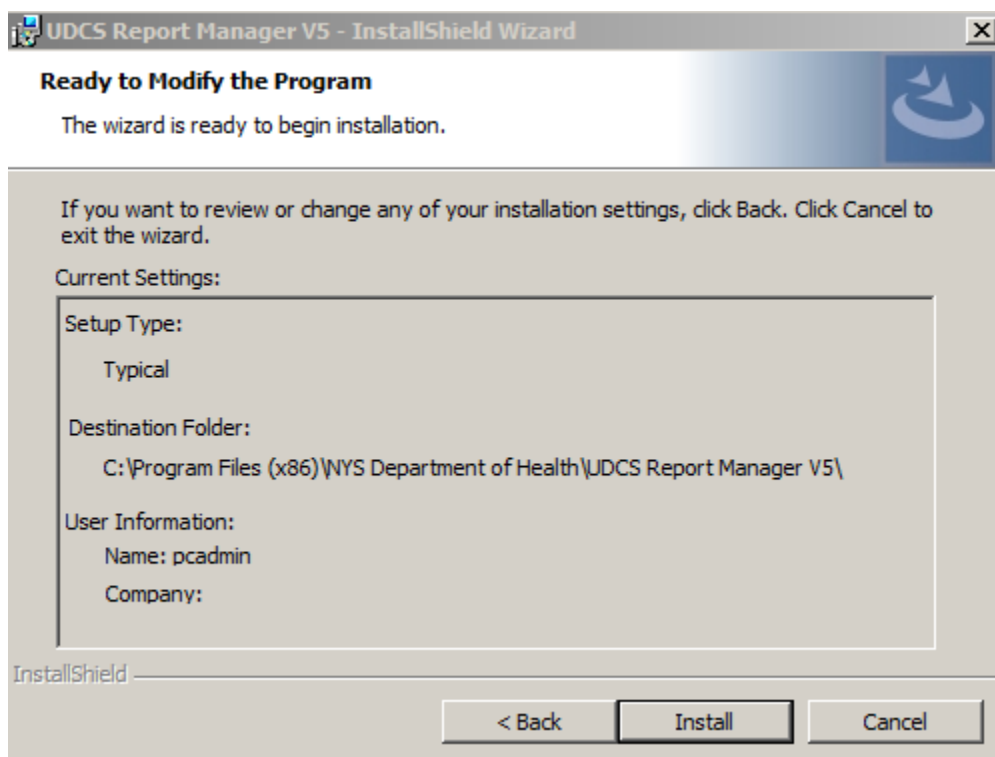 UDCS Report Manager V5 - InstallShield Wizard
Ready to Modify the Program
The wizard is ready to begin installation.
If you want to review or change any of your installation settings, click Back. Click Cancel to
exit the wizard.
Current Settings:
Setup Type:
Typical
Destination Folder:
C:\Program Files (x86)\NYS Department of Health\UDCS Report Manager V5\
User Information:
Name: pcadmin
Company:
InstallShield
< Back
Install
Cancel